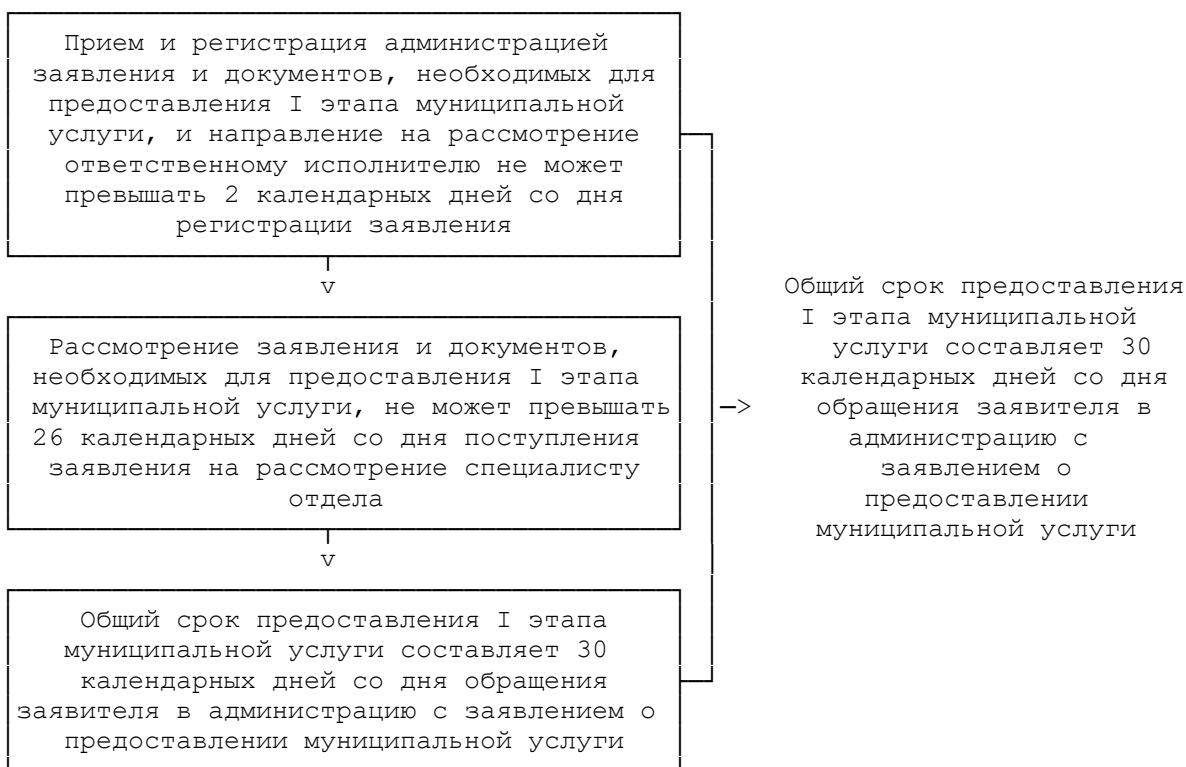 Прием и регистрация администрацией
заявления и документов, необходимых для
предоставления I этапа муниципальной
услуги, и направление на рассмотрение
ответственному исполнителю не может
превышать 2 календарных дней со дня
регистрации заявления
v
Рассмотрение заявления и документов,
необходимых для предоставления I этапа
муниципальной услуги, не может превышать
26 календарных дней со дня поступления
заявления на рассмотрение специалисту
отдела
v
Общий срок предоставления I этапа
муниципальной услуги составляет 30
календарных дней со дня обращения
заявителя в администрацию с заявлением о
предоставлении муниципальной услуги
Общий срок предоставления
I этапа муниципальной
услуги составляет 30
календарных дней со дня
обращения заявителя в
администрацию с
заявлением о
предоставлении
муниципальной услуги